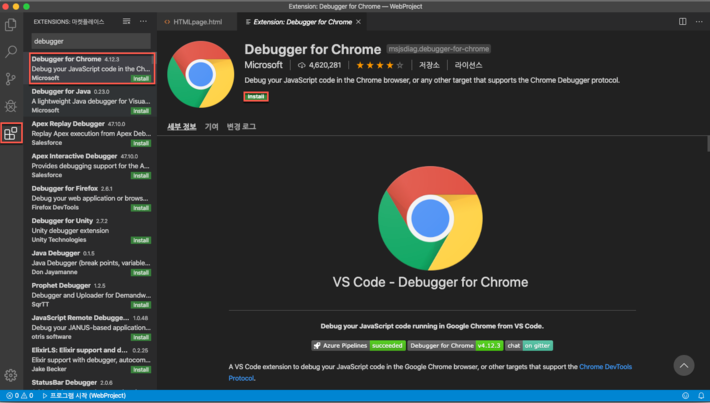 Extension: Debugger for Chrome — WebProject
EXTENSIONS: 마켓플레이스
HTMLpage.html
Extension: Debugger for Chrome
debugger
Debugger for Chrome 4.12.3
Debug your JavaScript code in the Ch...
Microsoft Install
Debugger for Java 0.23.0
A lightweight Java debugger for Visua...
Microsoft Install
Apex Replay Debugger 47.10.0
Replay Apex execution from Apex Deb...
Salesforce Install
Apex Interactive Debugger 47.10.0
Provides debugging support for the A...
Salesforce Install
Debugger for Firefox 2.6.1
Debug your web application or brows...
Firefox DevTools Install
Debugger for Unity 2.7.2
Unity debugger extension
Unity Technologies Install
Java Debugger 0.1.5
Java Debugger (break points, variable...
Don Jayamanne Install
Prophet Debugger 1.2.5
Debugger and Uploader for Demandw...
SqrTT Install
JavaScript Remote Debugge... 1.0.46
Debug your JANUS-based application...
otris software Install
ElixirLS: Elixir support and d... 0.2.25
Elixir support with debugger, autocom...
Jake Becker Install
StatusBar Debugger 2.0.6
Debugger for Chrome msjsdiag.debugger-for-chrome
Microsoft 4,620,281 저장소 라이선스
Debug your JavaScript code in the Chrome browser, or any other target that supports the Chrome Debugger protocol.
Install
세부 정보 기여 변경 로그
VS Code - Debugger for Chrome
Debug your JavaScript code running in Google Chrome from VS Code.
Azure Pipelines succeeded Debugger for Chrome v4.12.3 chat on gitter
A VS Code extension to debug your JavaScript code in the Google Chrome browser, or other targets that support the Chrome DevTools
Protocol.
0 0 프로그램 시작 (WebProject)